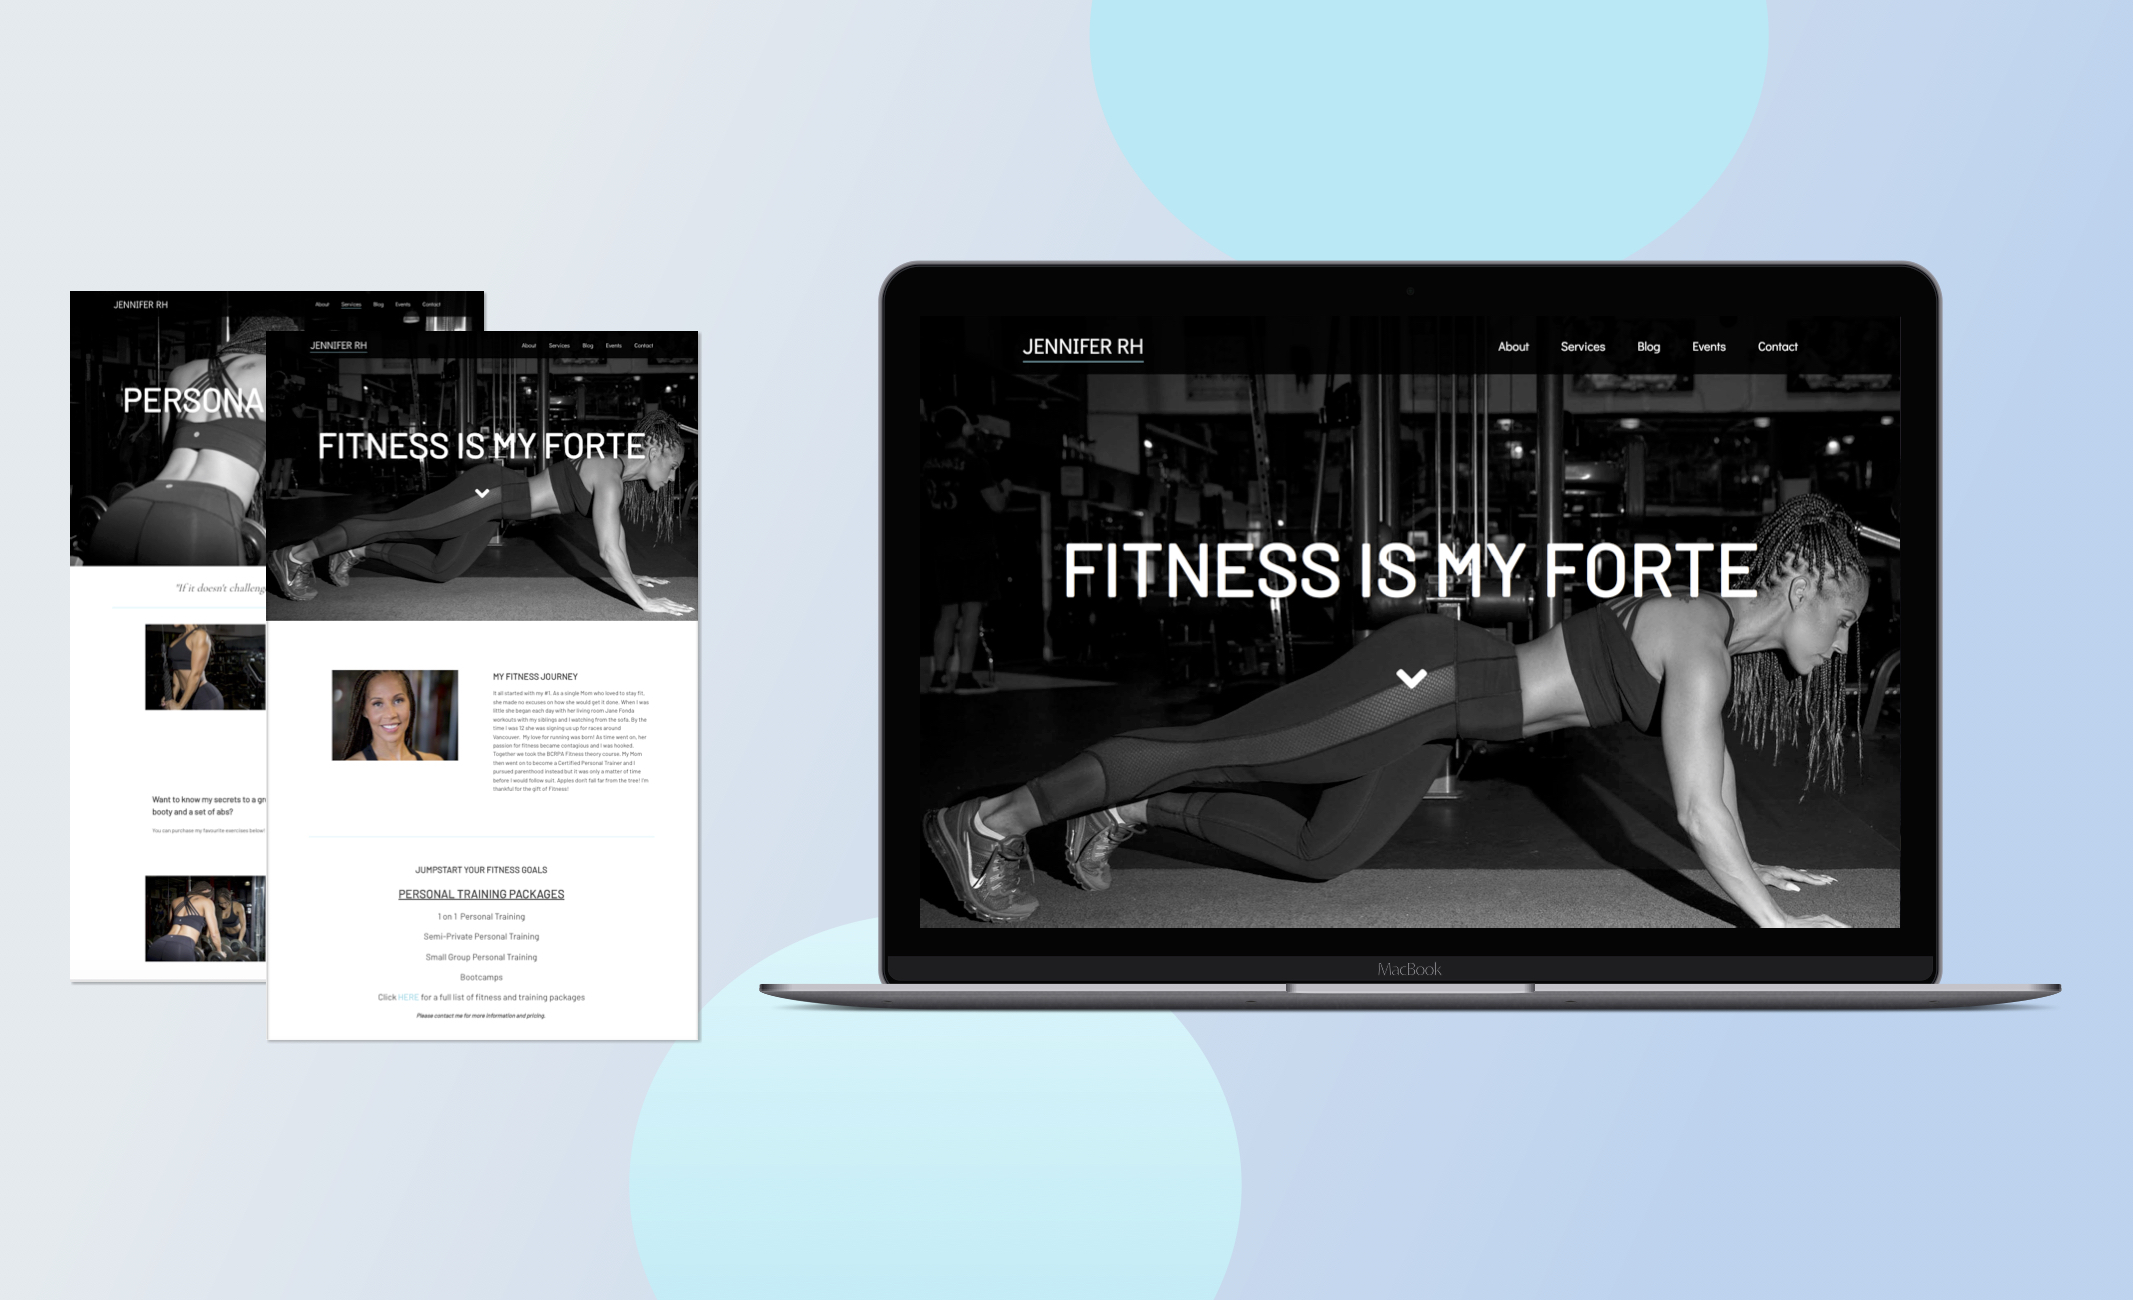 JENNIFER RH
About Services Blog Events Contact
PERSONA
"If it doesn't challeng
Want to know my secrets to a gr
booty and a set of abs?
You can purchase my favourite exercises below!
JENNIFER RH
About Services Blog Events Contact
FITNESS IS MY FORTE
MY FITNESS JOURNEY
It all started with my #1. As a single Mom who loved to stay fit,
she made no excuses on how she would get it done. When I was
little she began each day with her living room Jane Fonda
workouts with my siblings and I watching from the sofa. By the
time I was 12 she was signing us up for races around
Vancouver. My love for running was born! As time went on, her
passion for fitness became contagious and I was hooked.
Together we took the BCRPA Fitness theory course. My Mom
then went on to become a Certified Personal Trainer and I
pursued parenthood instead but it was only a matter of time
before I would follow suit. Apples don't fall far from the tree! I'm
thankful for the gift of Fitness!
JUMPSTART YOUR FITNESS GOALS
PERSONAL TRAINING PACKAGES
1 on 1 Personal Training
Semi-Private Personal Training
Small Group Personal Training
Bootcamps
Click HERE for a full list of fitness and training packages
Please contact me for more information and pricing.
JENNIFER RH
About Services Blog Events Contact
FITNESS IS MY FORTE
MacBook